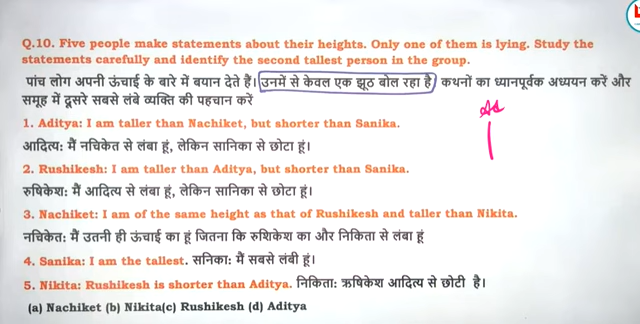 Q.10. Five people make statements about their heights. Only one of them is lying. Study the
statements carefully and identify the second tallest person in the group.
पांच लोग अपनी ऊंचाई के बारे में बयान देते हैं। उनमें से केवल एक झूठ बोल रहा है, कथनों का ध्यानपूर्वक अध्ययन करें और
समूह में दूसरे सबसे लंबे व्यक्ति की पहचान करें
1. Aditya: I am taller than Nachiket, but shorter than Sanika.
आदित्य: मैं नचिकेत से लंबा हूं, लेकिन सानिका से छोटा हूं।
2. Rushikesh: I am taller than Aditya, but shorter than Sanika.
रुषिकेश: मैं आदित्य से लंबा हूं, लेकिन सानिका से छोटा हूं।
3. Nachiket: I am of the same height as that of Rushikesh and taller than Nikita.
नचिकेत: मैं उतनी ही ऊंचाई का हूं जितना कि रुशिकेश का और निकिता से लंबा हूं
4. Sanika: I am the tallest. सनिका: मैं सबसे लंबी हूं।
5. Nikita: Rushikesh is shorter than Aditya. निकिता: ऋषिकेश आदित्य से छोटी है।
(a) Nachiket (b) Nikita(c) Rushikesh (d) Aditya